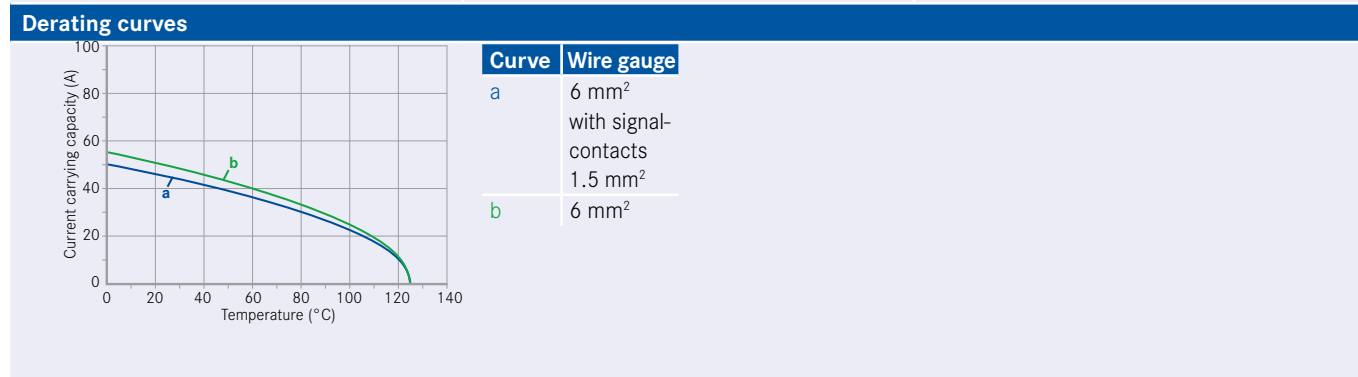 Derating curves
Current carrying capacity (A)
100
80
60
40
20
0
b
a
0 20 40 60 80 100 120 140
Temperature (°C)
Curve Wire gauge
a 6 mm²
with signal-
contacts
1.5 mm²
b 6 mm²